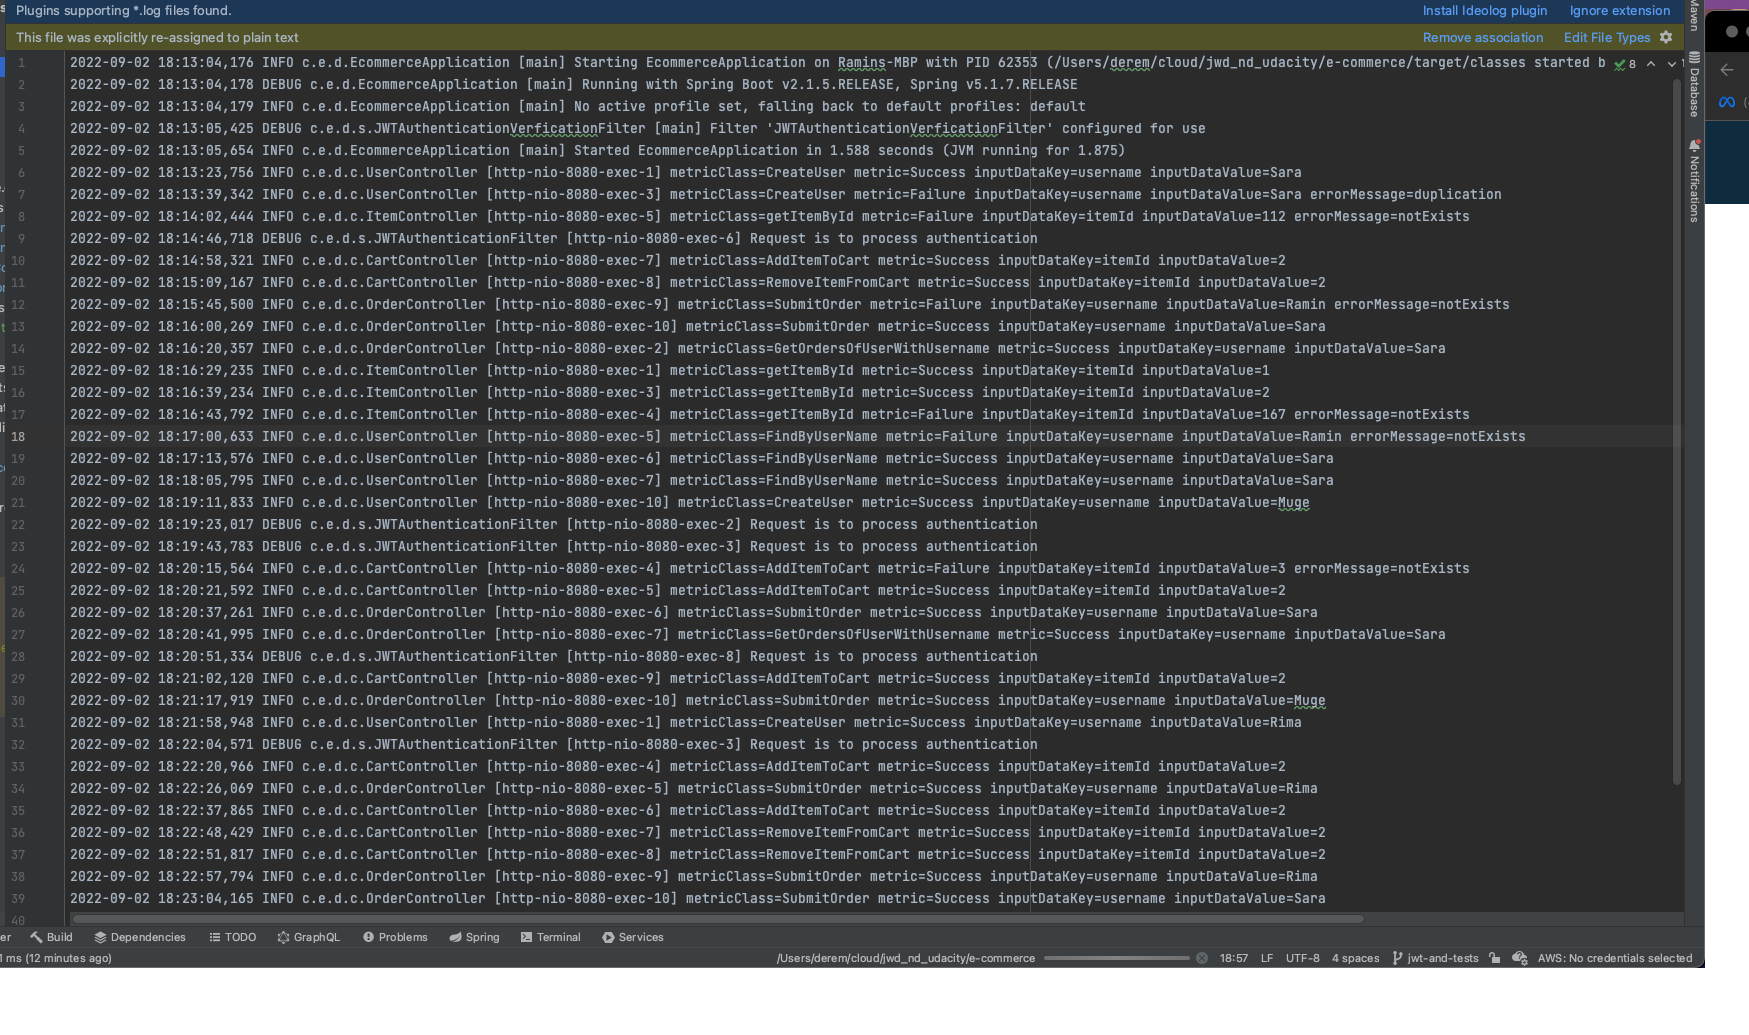 Plugins supporting *.log files found. Install Ideolog plugin Ignore extension
This file was explicitly re-assigned to plain text Remove association Edit File Types
1 2022-09-02 18:13:04,176 INFO c.e.d.EcommerceApplication [main] Starting EcommerceApplication on Ramins-MBP with PID 62353 (/Users/derem/cloud/jwd_nd_udacity/e-commerce/target/classes started b 8
2 2022-09-02 18:13:04,178 DEBUG c.e.d.EcommerceApplication [main] Running with Spring Boot v2.1.5.RELEASE, Spring v5.1.7.RELEASE
3 2022-09-02 18:13:04,179 INFO c.e.d.EcommerceApplication [main] No active profile set, falling back to default profiles: default
4 2022-09-02 18:13:05,425 DEBUG c.e.d.s.JWTAuthenticationVerficationFilter [main] Filter 'JWTAuthenticationVerficationFilter' configured for use
5 2022-09-02 18:13:05,654 INFO c.e.d.EcommerceApplication [main] Started EcommerceApplication in 1.588 seconds (JVM running for 1.875)
6 2022-09-02 18:13:23,756 INFO c.e.d.c.UserController [http-nio-8080-exec-1] metricClass=CreateUser metric=Success inputDataKey=username inputDataValue=Sara
7 2022-09-02 18:13:39,342 INFO c.e.d.c.UserController [http-nio-8080-exec-3] metricClass=CreateUser metric=Failure inputDataKey=username inputDataValue=Sara errorMessage=duplication
8 2022-09-02 18:14:02,444 INFO c.e.d.c.ItemController [http-nio-8080-exec-5] metricClass=getItemById metric=Failure inputDataKey=itemId inputDataValue=112 errorMessage=notExists
9 2022-09-02 18:14:46,718 DEBUG c.e.d.s.JWTAuthenticationFilter [http-nio-8080-exec-6] Request is to process authentication
10 2022-09-02 18:14:58,321 INFO c.e.d.c.CartController [http-nio-8080-exec-7] metricClass=AddItemToCart metric=Success inputDataKey=itemId inputDataValue=2
11 2022-09-02 18:15:09,167 INFO c.e.d.c.CartController [http-nio-8080-exec-8] metricClass=RemoveItemFromCart metric=Success inputDataKey=itemId inputDataValue=2
12 2022-09-02 18:15:45,500 INFO c.e.d.c.OrderController [http-nio-8080-exec-9] metricClass=SubmitOrder metric=Failure inputDataKey=username inputDataValue=Ramin errorMessage=notExists
13 2022-09-02 18:16:00,269 INFO c.e.d.c.OrderController [http-nio-8080-exec-10] metricClass=SubmitOrder metric=Success inputDataKey=username inputDataValue=Sara
14 2022-09-02 18:16:20,357 INFO c.e.d.c.OrderController [http-nio-8080-exec-2] metricClass=GetOrdersOfUserWithUsername metric=Success inputDataKey=username inputDataValue=Sara
15 2022-09-02 18:16:29,235 INFO c.e.d.c.ItemController [http-nio-8080-exec-1] metricClass=getItemById metric=Success inputDataKey=itemId inputDataValue=1
16 2022-09-02 18:16:39,234 INFO c.e.d.c.ItemController [http-nio-8080-exec-3] metricClass=getItemById metric=Success inputDataKey=itemId inputDataValue=2
17 2022-09-02 18:16:43,792 INFO c.e.d.c.ItemController [http-nio-8080-exec-4] metricClass=getItemById metric=Failure inputDataKey=itemId inputDataValue=167 errorMessage=notExists
18 2022-09-02 18:17:00,633 INFO c.e.d.c.UserController [http-nio-8080-exec-5] metricClass=FindByUserName metric=Failure inputDataKey=username inputDataValue=Ramin errorMessage=notExists
19 2022-09-02 18:17:13,576 INFO c.e.d.c.UserController [http-nio-8080-exec-6] metricClass=FindByUserName metric=Success inputDataKey=username inputDataValue=Sara
20 2022-09-02 18:18:05,795 INFO c.e.d.c.UserController [http-nio-8080-exec-7] metricClass=FindByUserName metric=Success inputDataKey=username inputDataValue=Sara
21 2022-09-02 18:19:11,833 INFO c.e.d.c.UserController [http-nio-8080-exec-10] metricClass=CreateUser metric=Success inputDataKey=username inputDataValue=Muge
22 2022-09-02 18:19:23,017 DEBUG c.e.d.s.JWTAuthenticationFilter [http-nio-8080-exec-2] Request is to process authentication
23 2022-09-02 18:19:43,783 DEBUG c.e.d.s.JWTAuthenticationFilter [http-nio-8080-exec-3] Request is to process authentication
24 2022-09-02 18:20:15,564 INFO c.e.d.c.CartController [http-nio-8080-exec-4] metricClass=AddItemToCart metric=Failure inputDataKey=itemId inputDataValue=3 errorMessage=notExists
25 2022-09-02 18:20:21,592 INFO c.e.d.c.CartController [http-nio-8080-exec-5] metricClass=AddItemToCart metric=Success inputDataKey=itemId inputDataValue=2
26 2022-09-02 18:20:37,261 INFO c.e.d.c.OrderController [http-nio-8080-exec-6] metricClass=SubmitOrder metric=Success inputDataKey=username inputDataValue=Sara
27 2022-09-02 18:20:41,995 INFO c.e.d.c.OrderController [http-nio-8080-exec-7] metricClass=GetOrdersOfUserWithUsername metric=Success inputDataKey=username inputDataValue=Sara
28 2022-09-02 18:20:51,334 DEBUG c.e.d.s.JWTAuthenticationFilter [http-nio-8080-exec-8] Request is to process authentication
29 2022-09-02 18:21:02,120 INFO c.e.d.c.CartController [http-nio-8080-exec-9] metricClass=AddItemToCart metric=Success inputDataKey=itemId inputDataValue=2
30 2022-09-02 18:21:17,919 INFO c.e.d.c.OrderController [http-nio-8080-exec-10] metricClass=SubmitOrder metric=Success inputDataKey=username inputDataValue=Muge
31 2022-09-02 18:21:58,948 INFO c.e.d.c.UserController [http-nio-8080-exec-1] metricClass=CreateUser metric=Success inputDataKey=username inputDataValue=Rima
32 2022-09-02 18:22:04,571 DEBUG c.e.d.s.JWTAuthenticationFilter [http-nio-8080-exec-3] Request is to process authentication
33 2022-09-02 18:22:20,966 INFO c.e.d.c.CartController [http-nio-8080-exec-4] metricClass=AddItemToCart metric=Success inputDataKey=itemId inputDataValue=2
34 2022-09-02 18:22:26,069 INFO c.e.d.c.OrderController [http-nio-8080-exec-5] metricClass=SubmitOrder metric=Success inputDataKey=username inputDataValue=Rima
35 2022-09-02 18:22:37,865 INFO c.e.d.c.CartController [http-nio-8080-exec-6] metricClass=AddItemToCart metric=Success inputDataKey=itemId inputDataValue=2
36 2022-09-02 18:22:48,429 INFO c.e.d.c.CartController [http-nio-8080-exec-7] metricClass=RemoveItemFromCart metric=Success inputDataKey=itemId inputDataValue=2
37 2022-09-02 18:22:51,817 INFO c.e.d.c.CartController [http-nio-8080-exec-8] metricClass=RemoveItemFromCart metric=Success inputDataKey=itemId inputDataValue=2
38 2022-09-02 18:22:57,794 INFO c.e.d.c.OrderController [http-nio-8080-exec-9] metricClass=SubmitOrder metric=Success inputDataKey=username inputDataValue=Rima
39 2022-09-02 18:23:04,165 INFO c.e.d.c.OrderController [http-nio-8080-exec-10] metricClass=SubmitOrder metric=Success inputDataKey=username inputDataValue=Sara
40
Maven
Database
Notifications
er Build Dependencies TODO GraphQL Problems Spring Terminal Services
1 ms (12 minutes ago) /Users/derem/cloud/jwd_nd_udacity/e-commerce 18:57 LF UTF-8 4 spaces jwt-and-tests AWS: No credentials selected